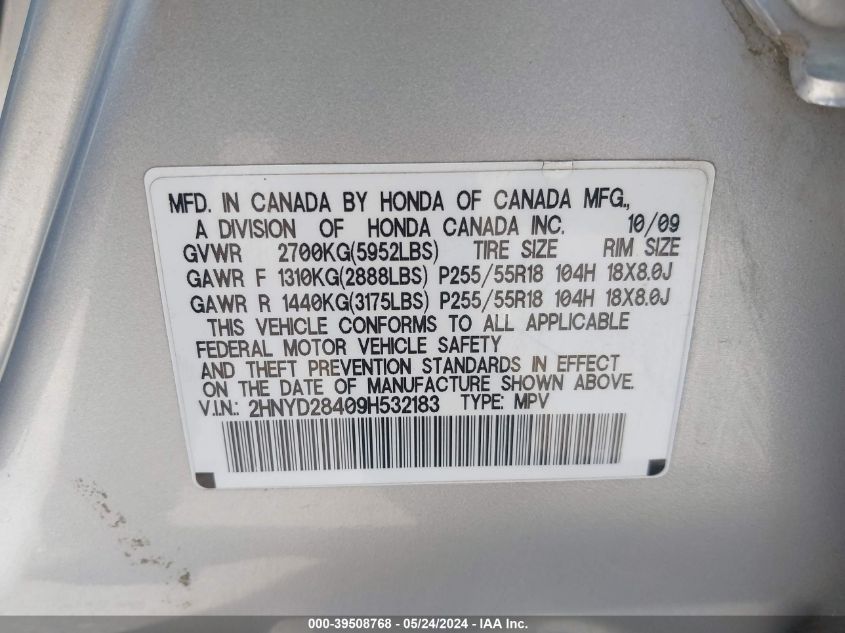 MFD. IN CANADA BY HONDA OF CANADA MFG.,
A DIVISION OF HONDA CANADA INC. 10/09
GVWR 2700KG(5952LBS) TIRE SIZE RIM SIZE
GAWR F 1310KG(2888LBS) P255/55R18 104H 18X8.0J
GAWR R 1440KG(3175LBS) P255/55R18 104H 18X8.0J
THIS VEHICLE CONFORMS TO ALL APPLICABLE
FEDERAL MOTOR VEHICLE SAFETY
AND THEFT PREVENTION STANDARDS IN EFFECT
ON THE DATE OF MANUFACTURE SHOWN ABOVE.
V.I.N.: 2HNYD28409H532183 TYPE: MPV
000-39508768 - 05/24/2024 - IAA Inc.